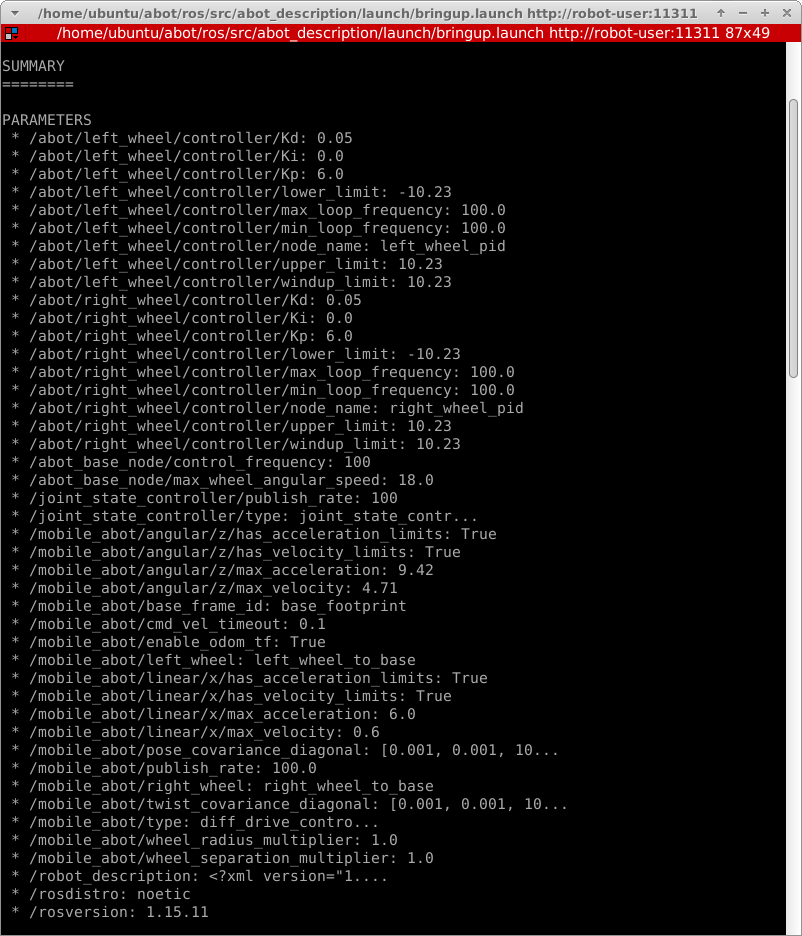 /home/ubuntu/abot/ros/src/abot_description/launch/bringup.launch http://robot-user:11311
/home/ubuntu/abot/ros/src/abot_description/launch/bringup.launch http://robot-user:11311 87x49
SUMMARY
========
PARAMETERS
* /abot/left_wheel/controller/Kd: 0.05
* /abot/left_wheel/controller/Ki: 0.0
* /abot/left_wheel/controller/Kp: 6.0
* /abot/left_wheel/controller/lower_limit: -10.23
* /abot/left_wheel/controller/max_loop_frequency: 100.0
* /abot/left_wheel/controller/min_loop_frequency: 100.0
* /abot/left_wheel/controller/node_name: left_wheel_pid
* /abot/left_wheel/controller/upper_limit: 10.23
* /abot/left_wheel/controller/windup_limit: 10.23
* /abot/right_wheel/controller/Kd: 0.05
* /abot/right_wheel/controller/Ki: 0.0
* /abot/right_wheel/controller/Kp: 6.0
* /abot/right_wheel/controller/lower_limit: -10.23
* /abot/right_wheel/controller/max_loop_frequency: 100.0
* /abot/right_wheel/controller/min_loop_frequency: 100.0
* /abot/right_wheel/controller/node_name: right_wheel_pid
* /abot/right_wheel/controller/upper_limit: 10.23
* /abot/right_wheel/controller/windup_limit: 10.23
* /abot_base_node/control_frequency: 100
* /abot_base_node/max_wheel_angular_speed: 18.0
* /joint_state_controller/publish_rate: 100
* /joint_state_controller/type: joint_state_contr...
* /mobile_abot/angular/z/has_acceleration_limits: True
* /mobile_abot/angular/z/has_velocity_limits: True
* /mobile_abot/angular/z/max_acceleration: 9.42
* /mobile_abot/angular/z/max_velocity: 4.71
* /mobile_abot/base_frame_id: base_footprint
* /mobile_abot/cmd_vel_timeout: 0.1
* /mobile_abot/enable_odom_tf: True
* /mobile_abot/left_wheel: left_wheel_to_base
* /mobile_abot/linear/x/has_acceleration_limits: True
* /mobile_abot/linear/x/has_velocity_limits: True
* /mobile_abot/linear/x/max_acceleration: 6.0
* /mobile_abot/linear/x/max_velocity: 0.6
* /mobile_abot/pose_covariance_diagonal: [0.001, 0.001, 10...
* /mobile_abot/publish_rate: 100.0
* /mobile_abot/right_wheel: right_wheel_to_base
* /mobile_abot/twist_covariance_diagonal: [0.001, 0.001, 10...
* /mobile_abot/type: diff_drive_contro...
* /mobile_abot/wheel_radius_multiplier: 1.0
* /mobile_abot/wheel_separation_multiplier: 1.0
* /robot_description: <?xml version="1....
* /rosdistro: noetic
* /rosversion: 1.15.11